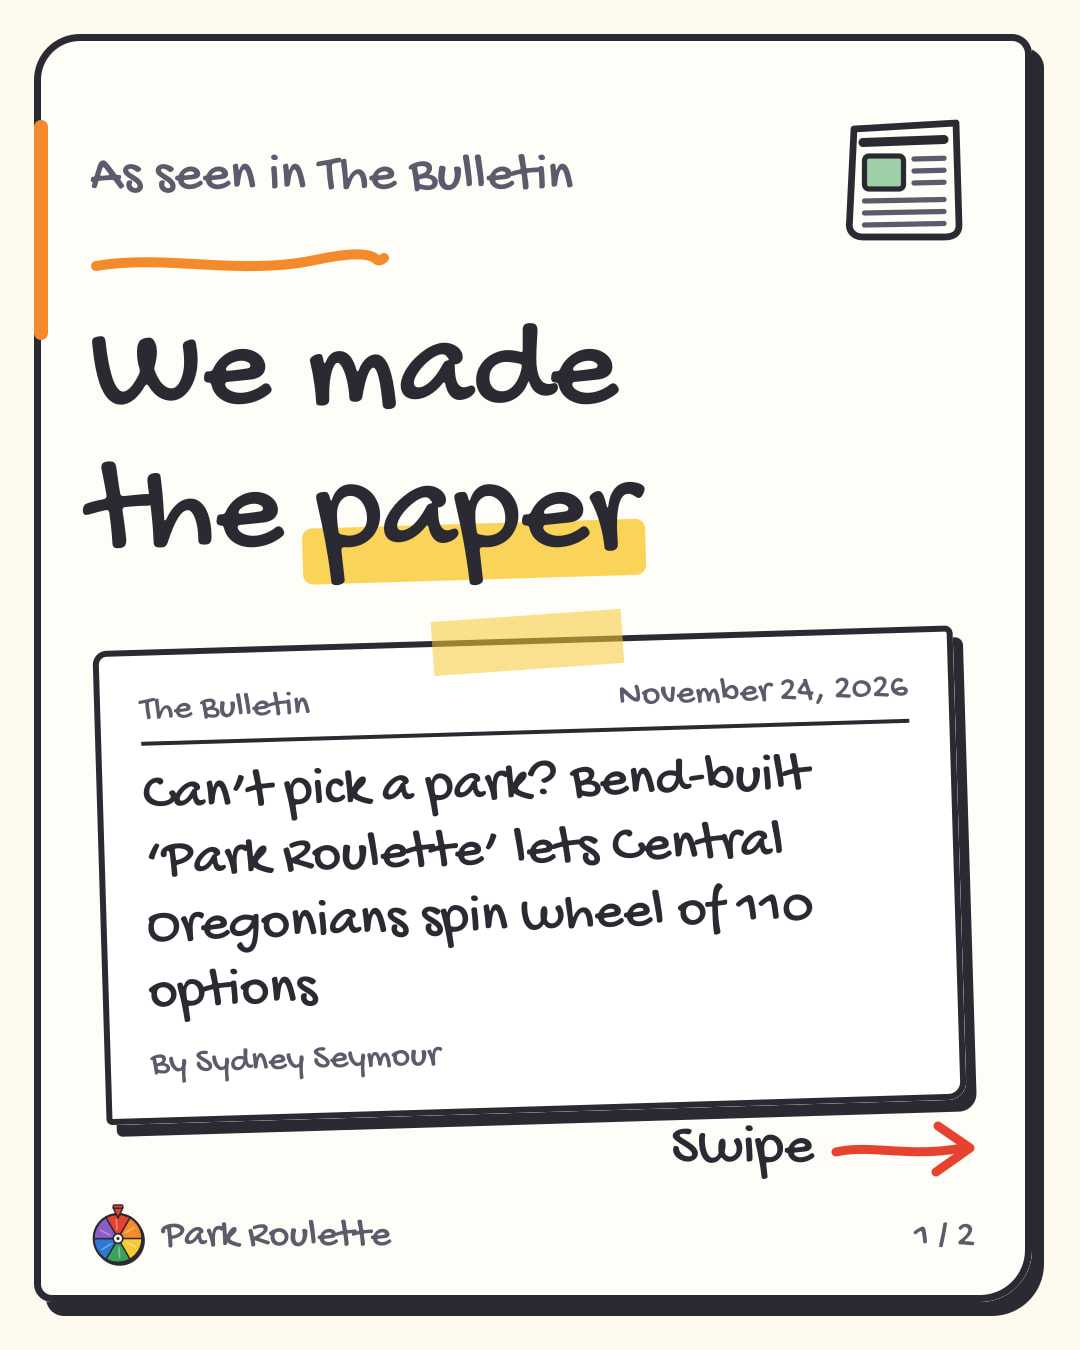 As seen in The Bulletin
We made
the paper
The Bulletin
November 24, 2026
Can't pick a park? Bend-built
'Park Roulette' lets Central
Oregonians spin wheel of 110
options
By Sydney Seymour
Swipe
Park Roulette
1 / 2